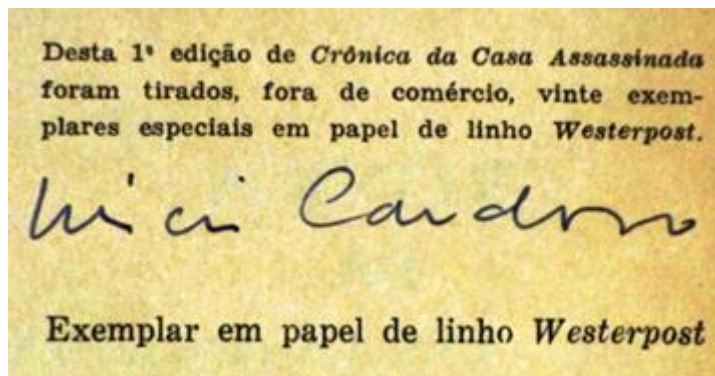 Desta 1ª edição de Crônica da Casa Assassinada
foram tirados, fora de comércio, vinte exem-
plares especiais em papel de linho Westerpost.
Lúcio Cardoso
Exemplar em papel de linho Westerpost